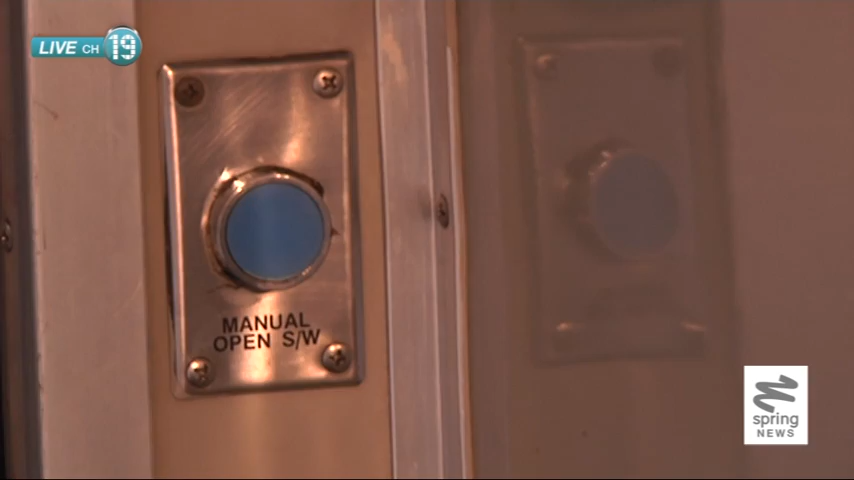 LIVE CH 19
MANUAL
OPEN S/W
spring
NEWS